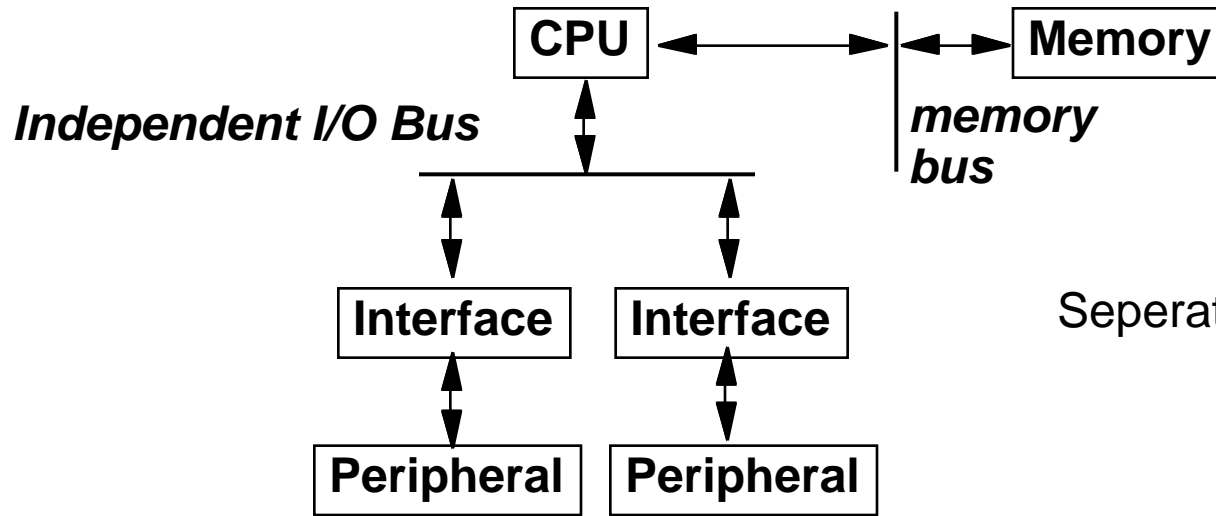 CPU
Memory
Independent I/O Bus
memory
bus
Interface
Interface
Seperat
Peripheral
Peripheral